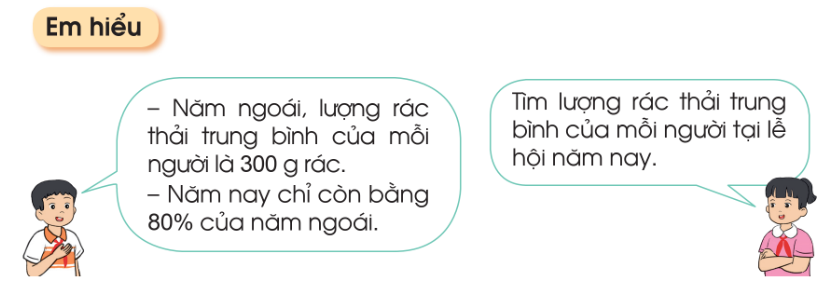 Em hiểu
– Năm ngoái, lượng rác
thải trung bình của mỗi
người là 300 g rác.
– Năm nay chỉ còn bằng
80% của năm ngoái.
Tìm lượng rác thải trung
bình của mỗi người tại lễ
hội năm nay.